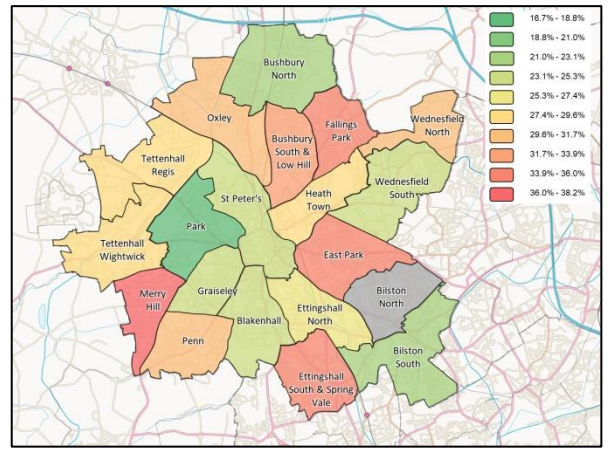 16.7% - 18.8%
18.8% - 21.0%
21.0% - 23.1%
23.1% - 25.3%
25.3% - 27.4%
27.4% - 29.6%
29.6% - 31.7%
31.7% - 33.9%
33.9% - 36.0%
36.0% - 38.2%
Bushbury
North
Oxley
Bushbury
South &
Low Hill
Fallings
Park
Wednesfield
North
Tettenhall
Regis
St Peter's
Heath
Town
Wednesfield
South
Park
Tettenhall
Wightwick
East Park
Merry
Hill
Graiseley
Bilston
North
Blakenhall
Ettingshall
North
Penn
Bilston
South
Ettingshall
South & Spring
Vale